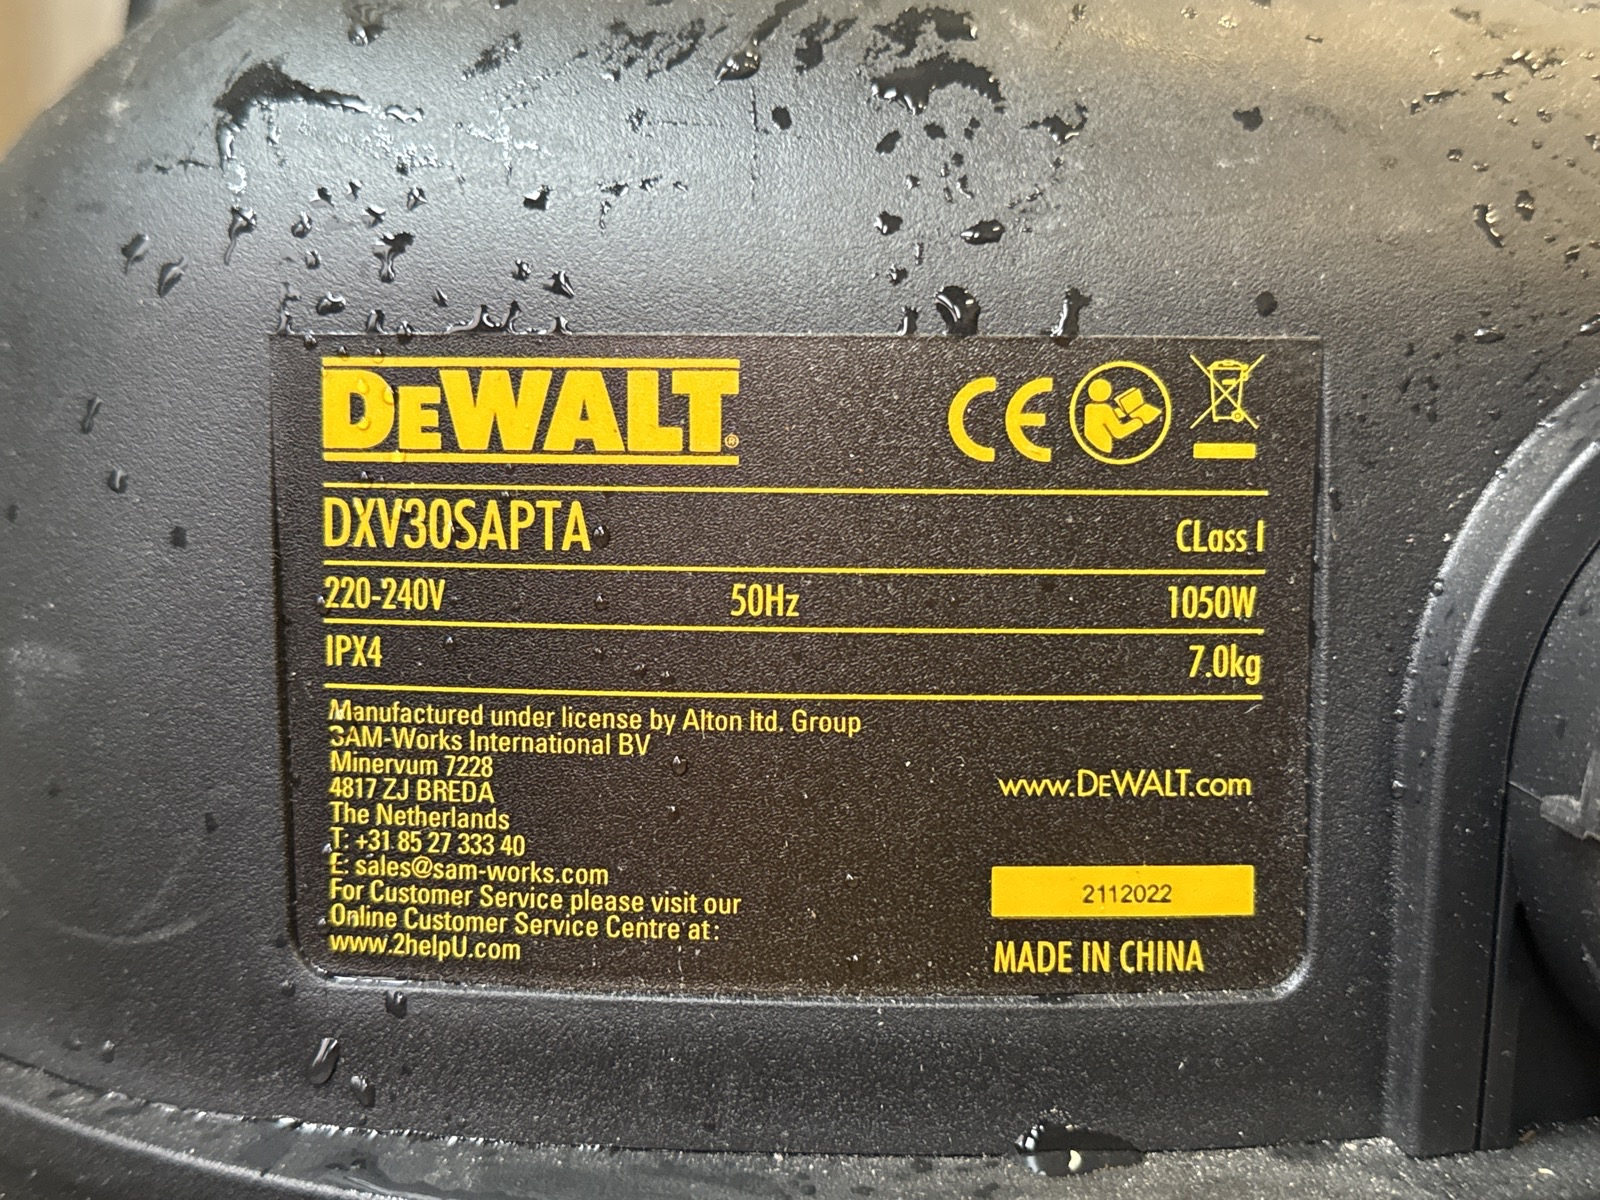 DEWALT®
CE
DXV30SAPTA CLass I
220-240V 50Hz 1050W
IPX4 7.0kg
Manufactured under license by Alton ltd. Group
SAM-Works International BV
Minervum 7228
4817 ZJ BREDA
The Netherlands
T: +31 85 27 333 40
E: sales@sam-works.com
For Customer Service please visit our
Online Customer Service Centre at:
www.2helpU.com
www.DEWALT.com
2112022
MADE IN CHINA